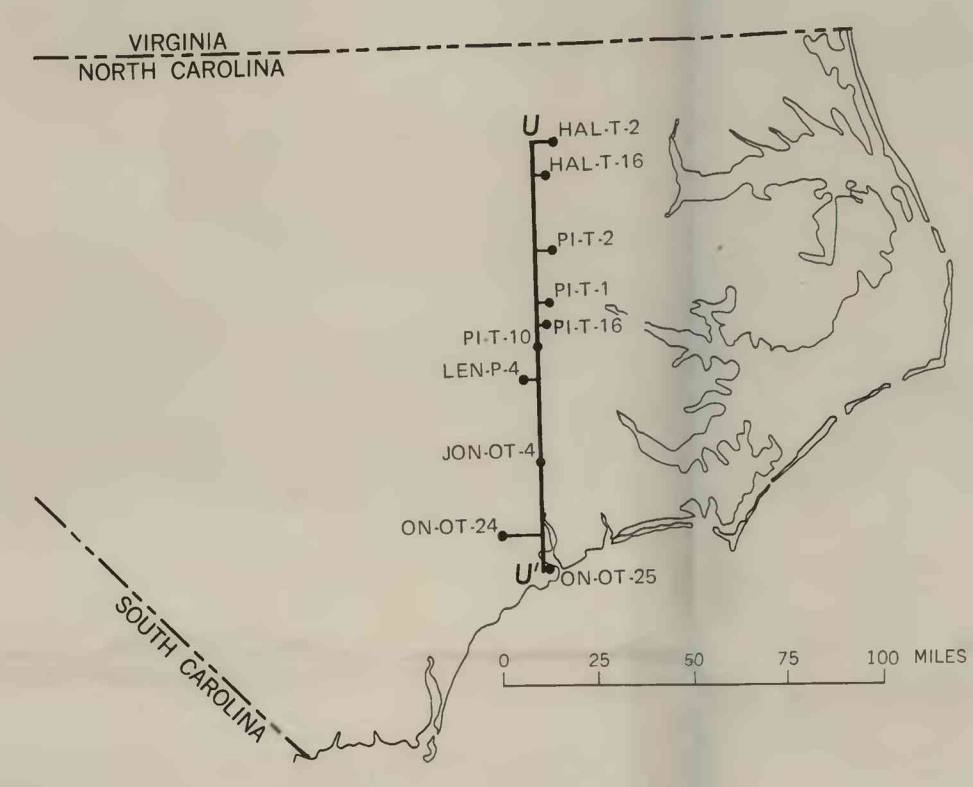 VIRGINIA
NORTH CAROLINA
U
HAL-T-2
HAL-T-16
PI-T-2
PI-T-1
PI-T-16
PI-T-10
LEN-P-4
JON-OT-4
ON-OT-24
U'
ON-OT-25
SOUTH CAROLINA
0 25 50 75 100 MILES